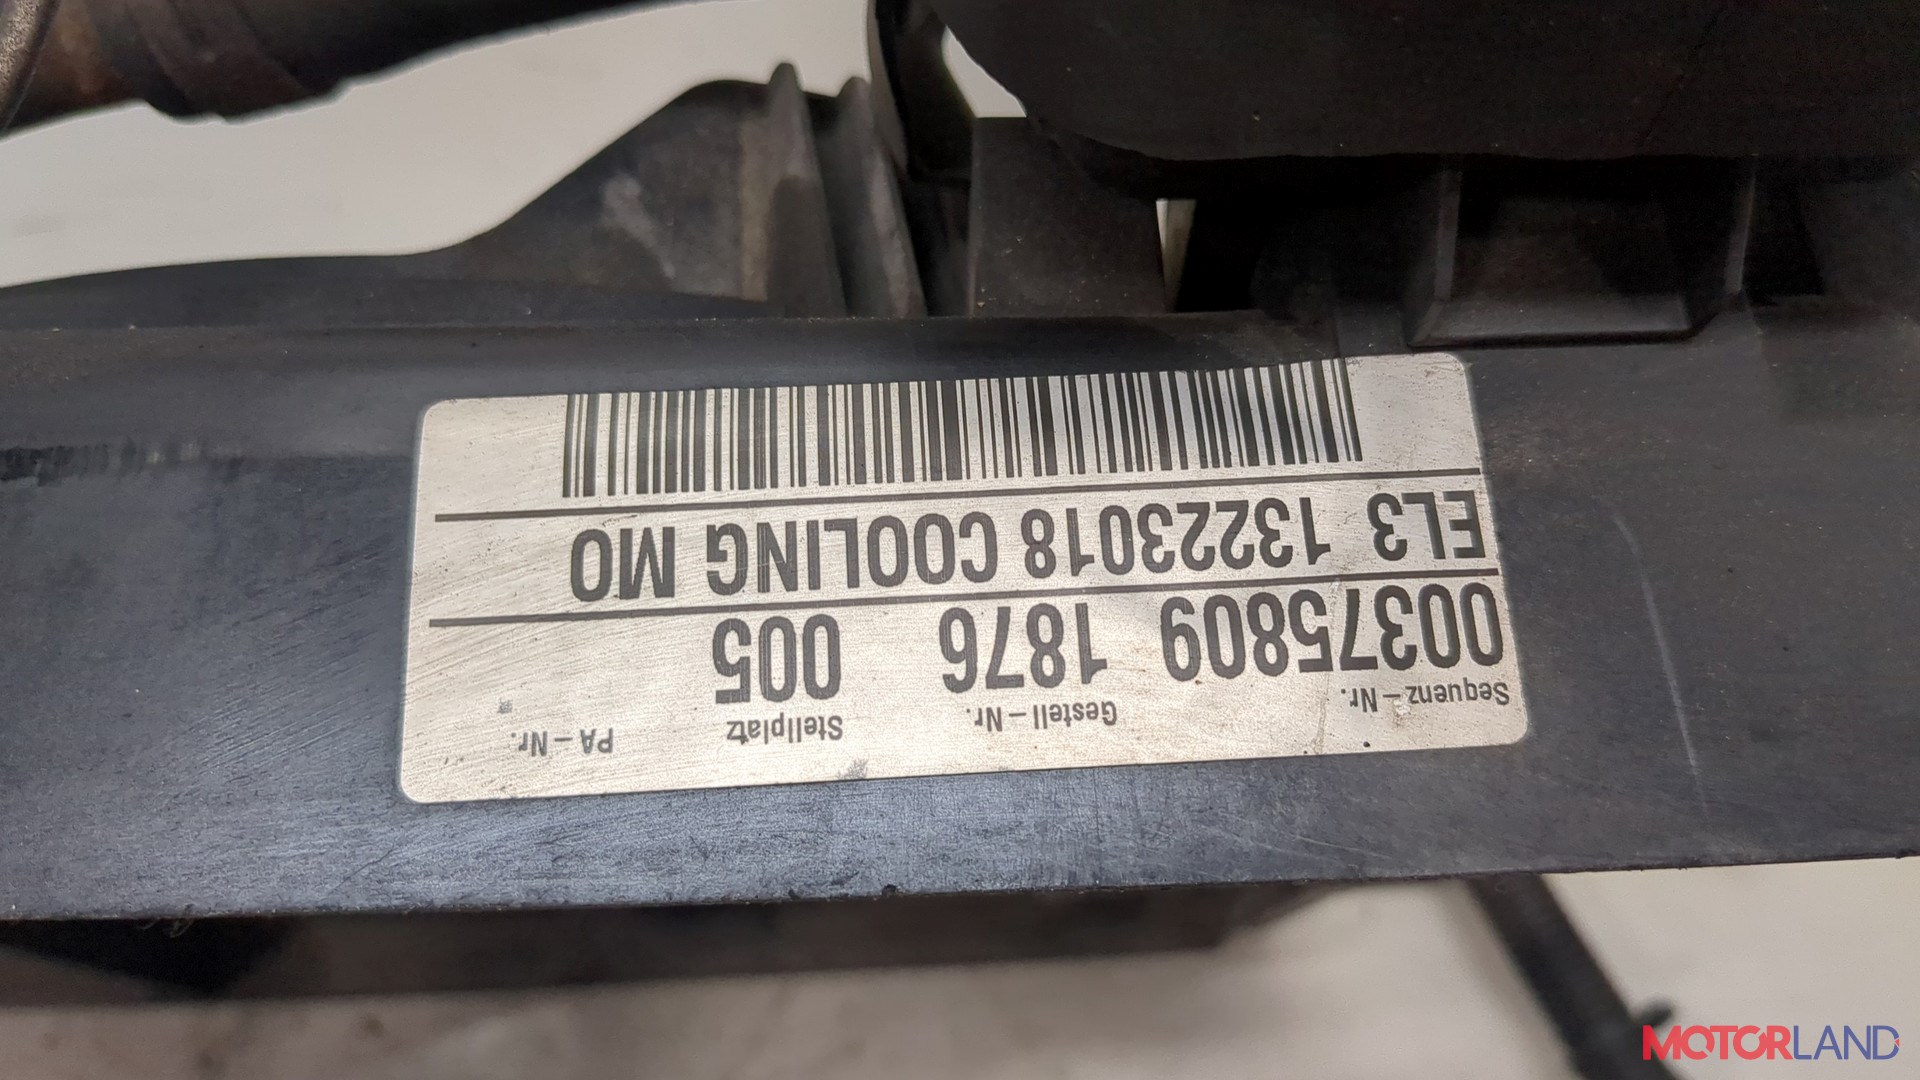 Sequenz-Nr. Gestell-Nr. Stellplatz PA-Nr.
00375809 1876 005
EL3 13223018 COOLING MO
MOTORLAND